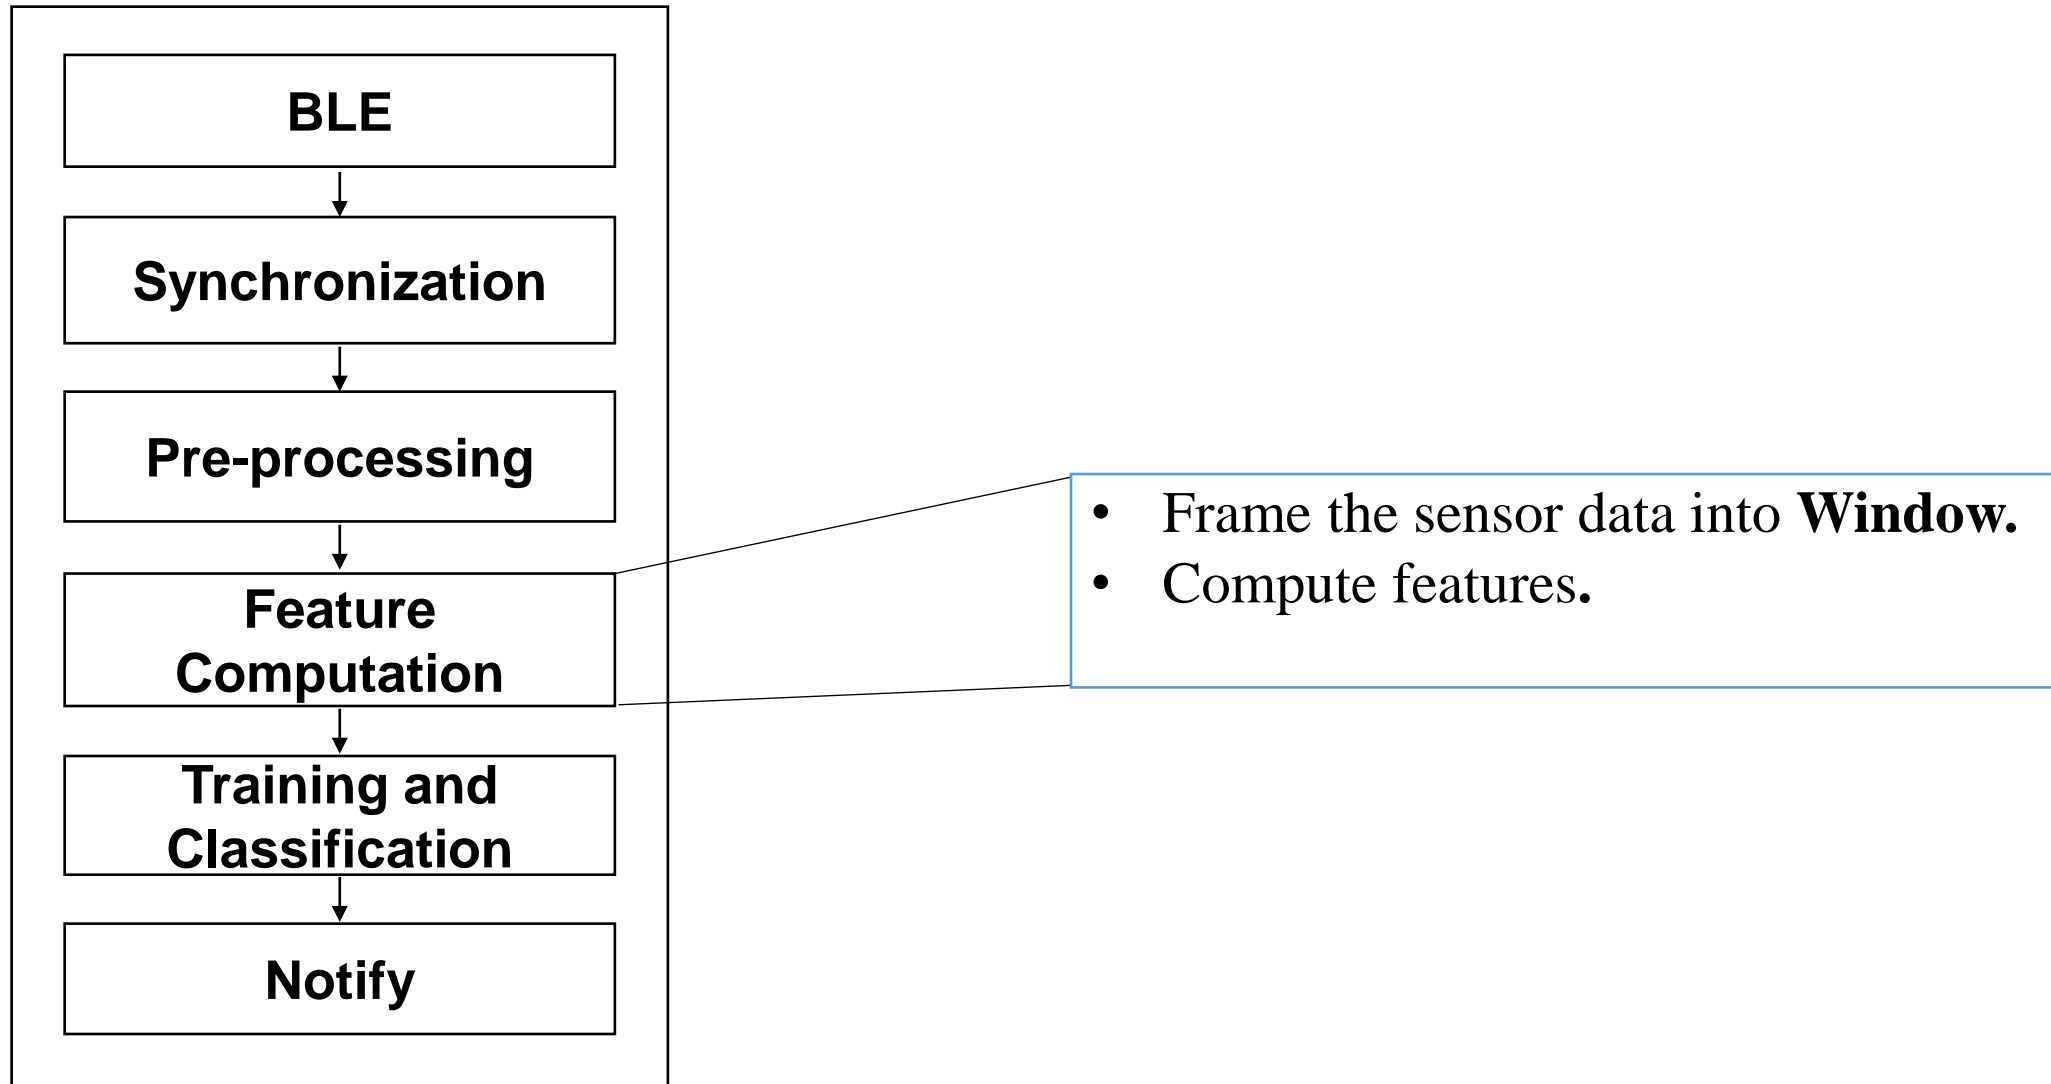 BLE
Synchronization
Pre-processing
Feature
Computation
Training and
Classification
Notify
• Frame the sensor data into Window.
• Compute features.